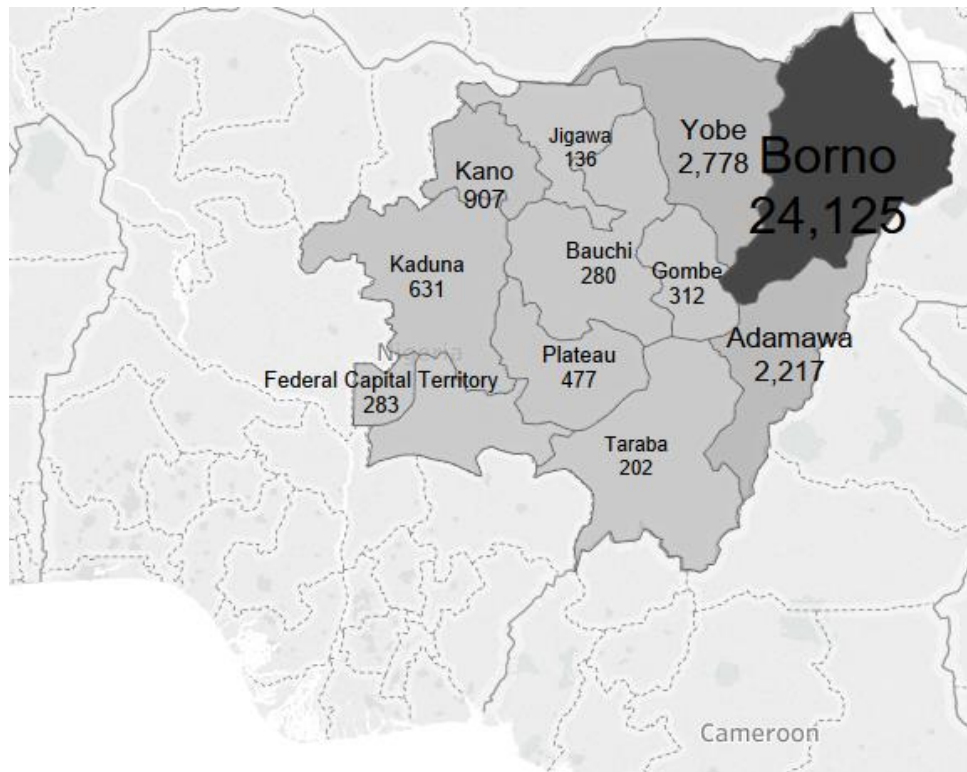 Jigawa
136
Yobe
2,778
Borno
24,125
Kano
907
Kaduna
631
Bauchi
280
Gombe
312
Nigeria
Plateau
477
Adamawa
2,217
Federal Capital Territory
283
Taraba
202
Cameroon